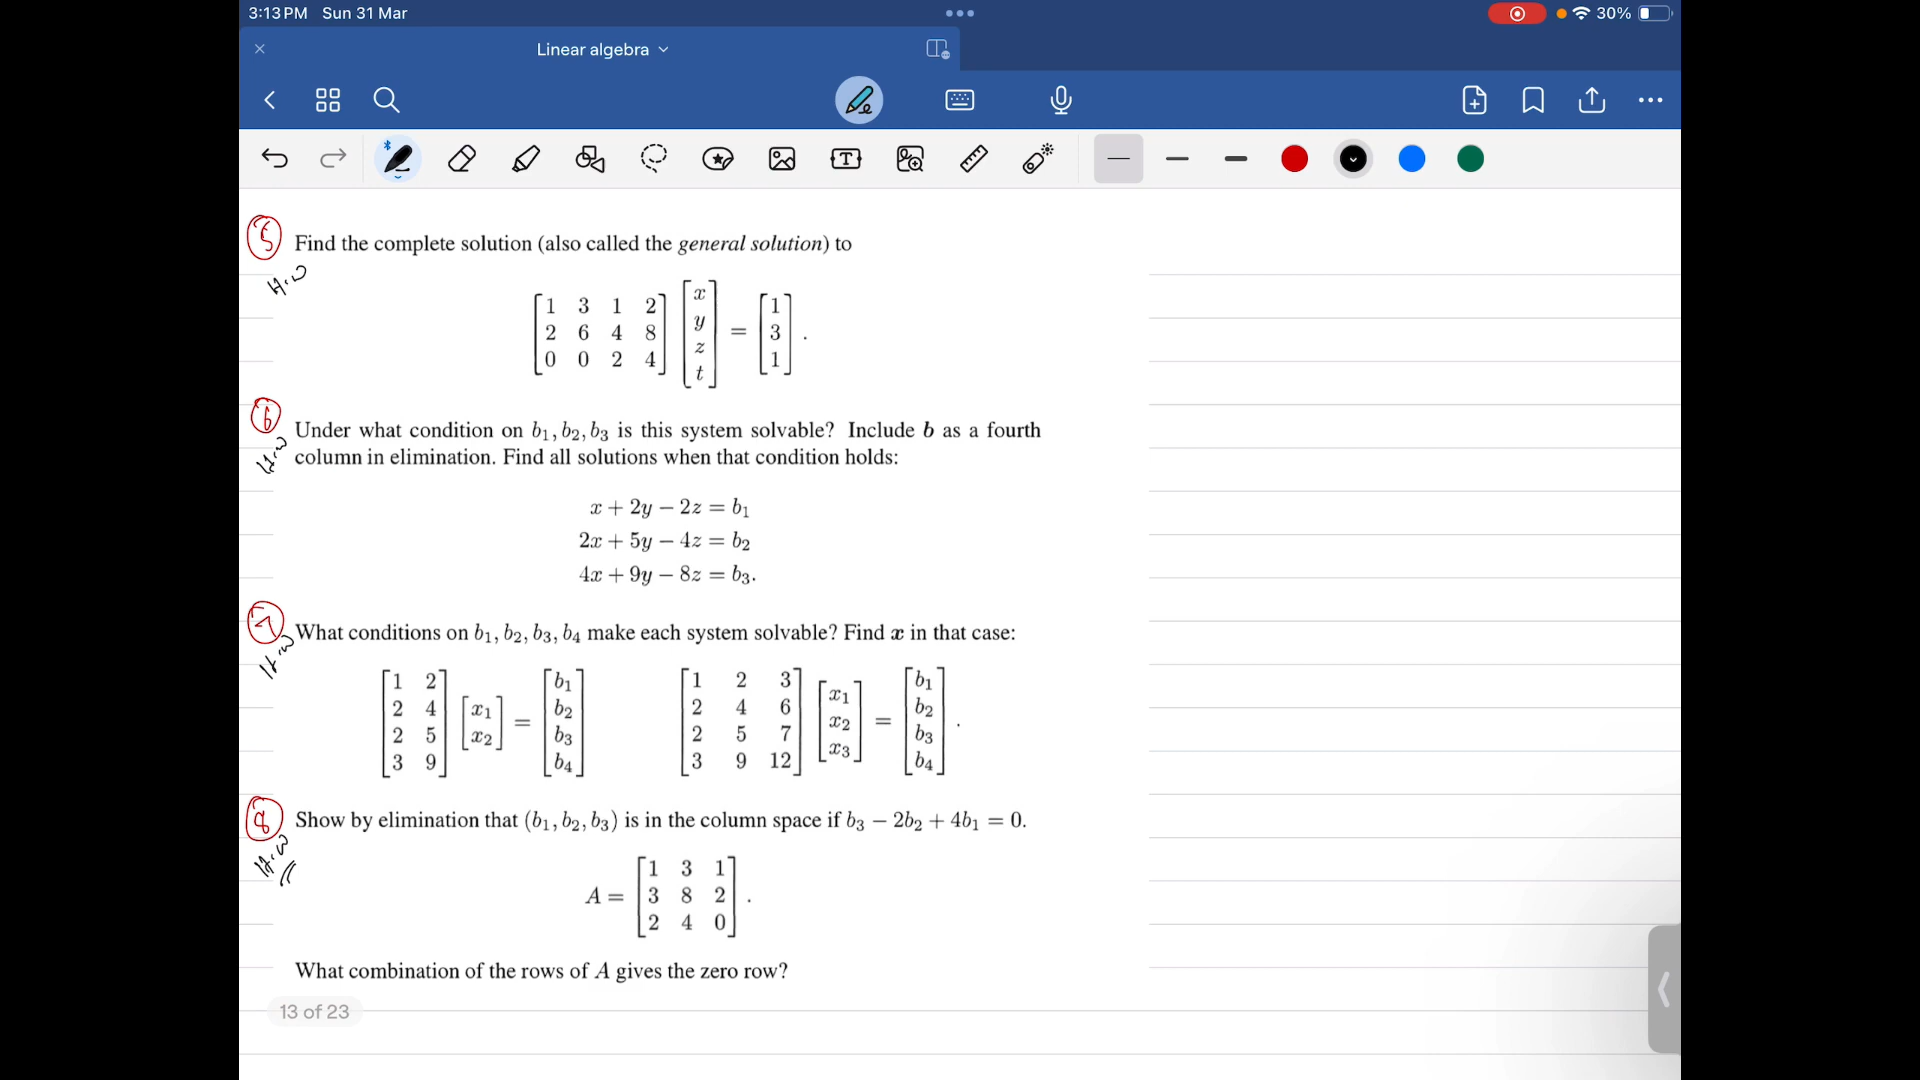 3:13 PM Sun 31 Mar
30%
Linear algebra
5 Find the complete solution (also called the general solution) to
H.W
[1 3 1 2; 2 6 4 8; 0 0 2 4] [x; y; z; t] = [1; 3; 1].
6
Under what condition on b₁, b₂, b₃ is this system solvable? Include b as a fourth
H.W column in elimination. Find all solutions when that condition holds:
x + 2y − 2z = b₁
2x + 5y − 4z = b₂
4x + 9y − 8z = b₃.
7 What conditions on b₁, b₂, b₃, b₄ make each system solvable? Find x in that case:
H.W
[1 2; 2 4; 2 5; 3 9] [x₁; x₂] = [b₁; b₂; b₃; b₄] [1 2 3; 2 4 6; 2 5 7; 3 9 12] [x₁; x₂; x₃] = [b₁; b₂; b₃; b₄].
8 Show by elimination that (b₁, b₂, b₃) is in the column space if b₃ − 2b₂ + 4b₁ = 0.
H.W
A = [1 3 1; 3 8 2; 2 4 0].
What combination of the rows of A gives the zero row?
13 of 23